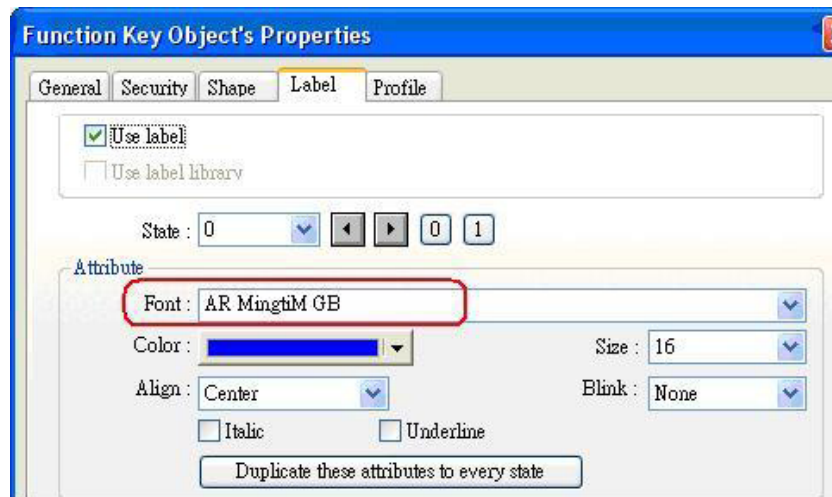 Function Key Object's Properties
General Security Shape Label Profile
Use label
Use label library
State : 0 0 1
Attribute
Font : AR MingtiM GB
Color : Size : 16
Align : Center Blink : None
Italic Underline
Duplicate these attributes to every state